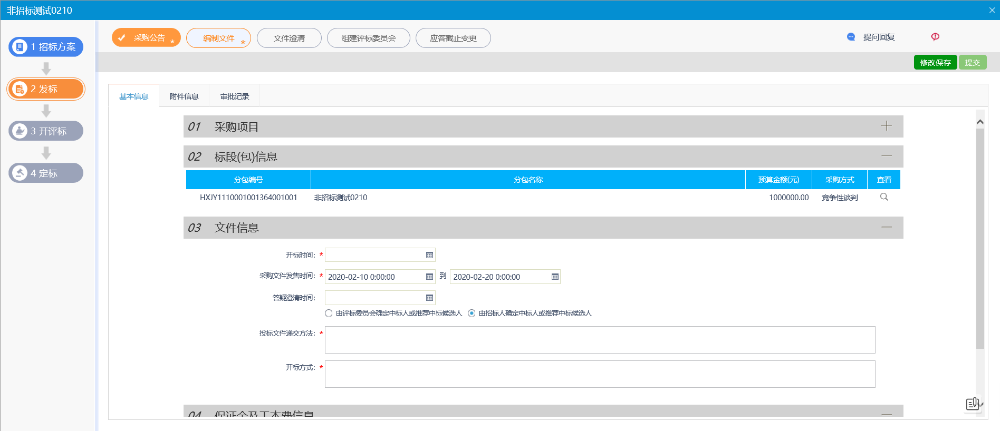 非招标测试0210
1 招标方案
2 发标
3 开评标
4 定标
采购公告 *
编制文件 *
文件澄清
组建评标委员会
应答截止变更
提问回复
修改保存
提交
基本信息
附件信息
审批记录
01 采购项目
02 标段(包)信息
分包编号 分包名称 预算金额(元) 采购方式 查看
HXJY1110001001364001001 非招标测试0210 1000000.00 竞争性谈判
03 文件信息
开标时间： *
采购文件发售时间： * 2020-02-10 0:00:00 到 2020-02-20 0:00:00
答疑澄清时间：
由评标委员会确定中标人或推荐中标候选人 由招标人确定中标人或推荐中标候选人
投标文件递交方法： *
开标方式： *
04 保证金及工本费信息